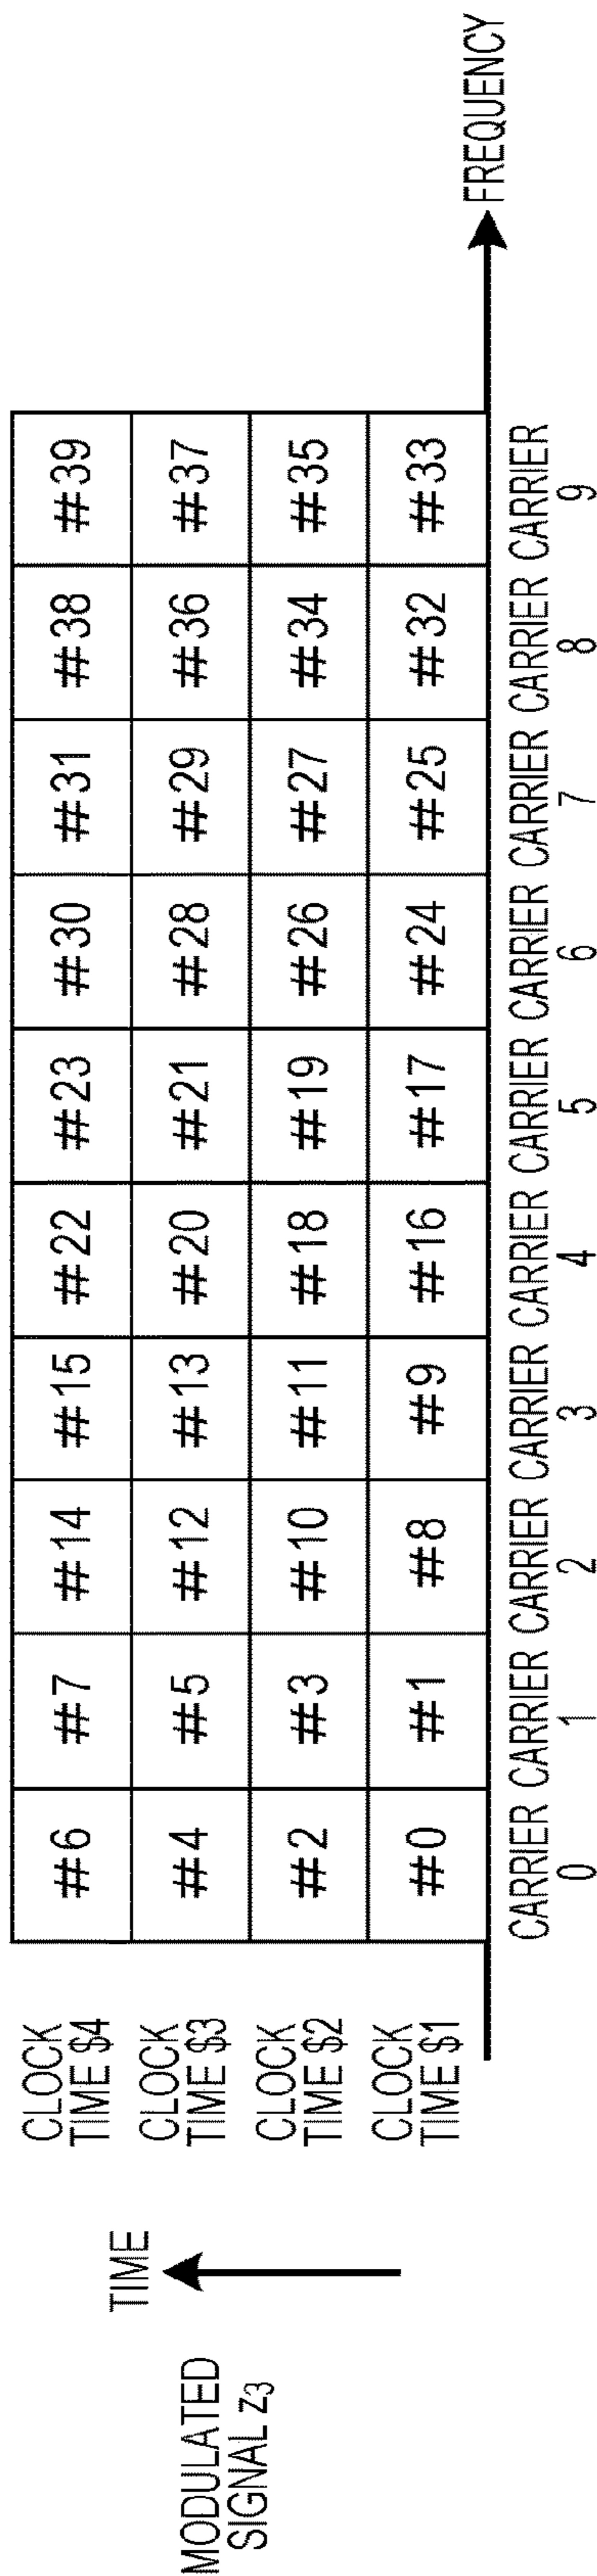 MODULATED
SIGNAL z3
TIME
CLOCK
TIME $4
#6 #7 #14 #15 #22 #23 #30 #31 #38 #39
CLOCK
TIME $3
#4 #5 #12 #13 #20 #21 #28 #29 #36 #37
CLOCK
TIME $2
#2 #3 #10 #11 #18 #19 #26 #27 #34 #35
CLOCK
TIME $1
#0 #1 #8 #9 #16 #17 #24 #25 #32 #33
FREQUENCY
CARRIER CARRIER CARRIER CARRIER CARRIER CARRIER CARRIER CARRIER CARRIER CARRIER
0 1 2 3 4 5 6 7 8 9